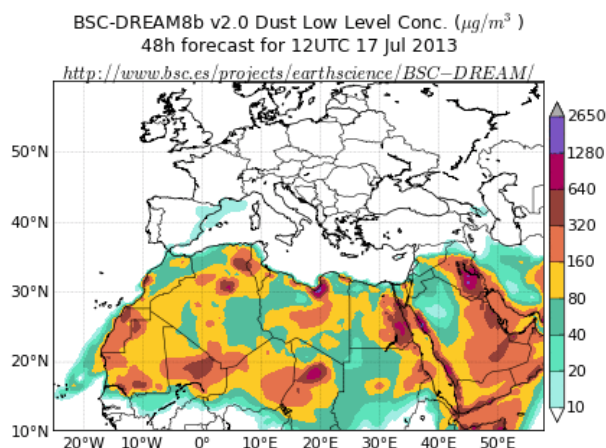 BSC-DREAM8b v2.0 Dust Low Level Conc. (μg/m³ )
48h forecast for 12UTC 17 Jul 2013
http://www.bsc.es/projects/earthscience/BSC−DREAM/
2650
1280
640
320
160
80
40
20
10
50°N
40°N
30°N
20°N
10°N
20°W
10°W
0°
10°E
20°E
30°E
40°E
50°E